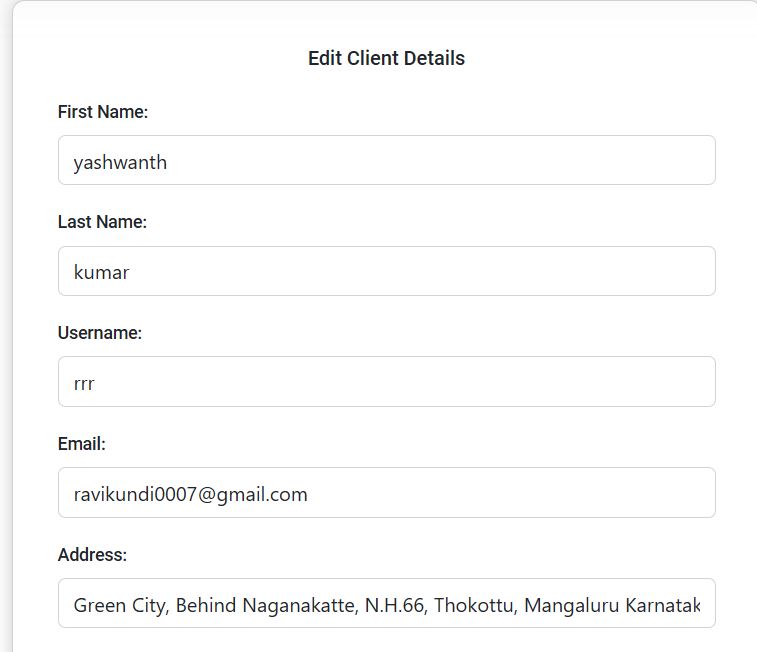 Edit Client Details
First Name:
yashwanth
Last Name:
kumar
Username:
rrr
Email:
ravikundi0007@gmail.com
Address:
Green City, Behind Naganakatte, N.H.66, Thokottu, Mangaluru Karnatak